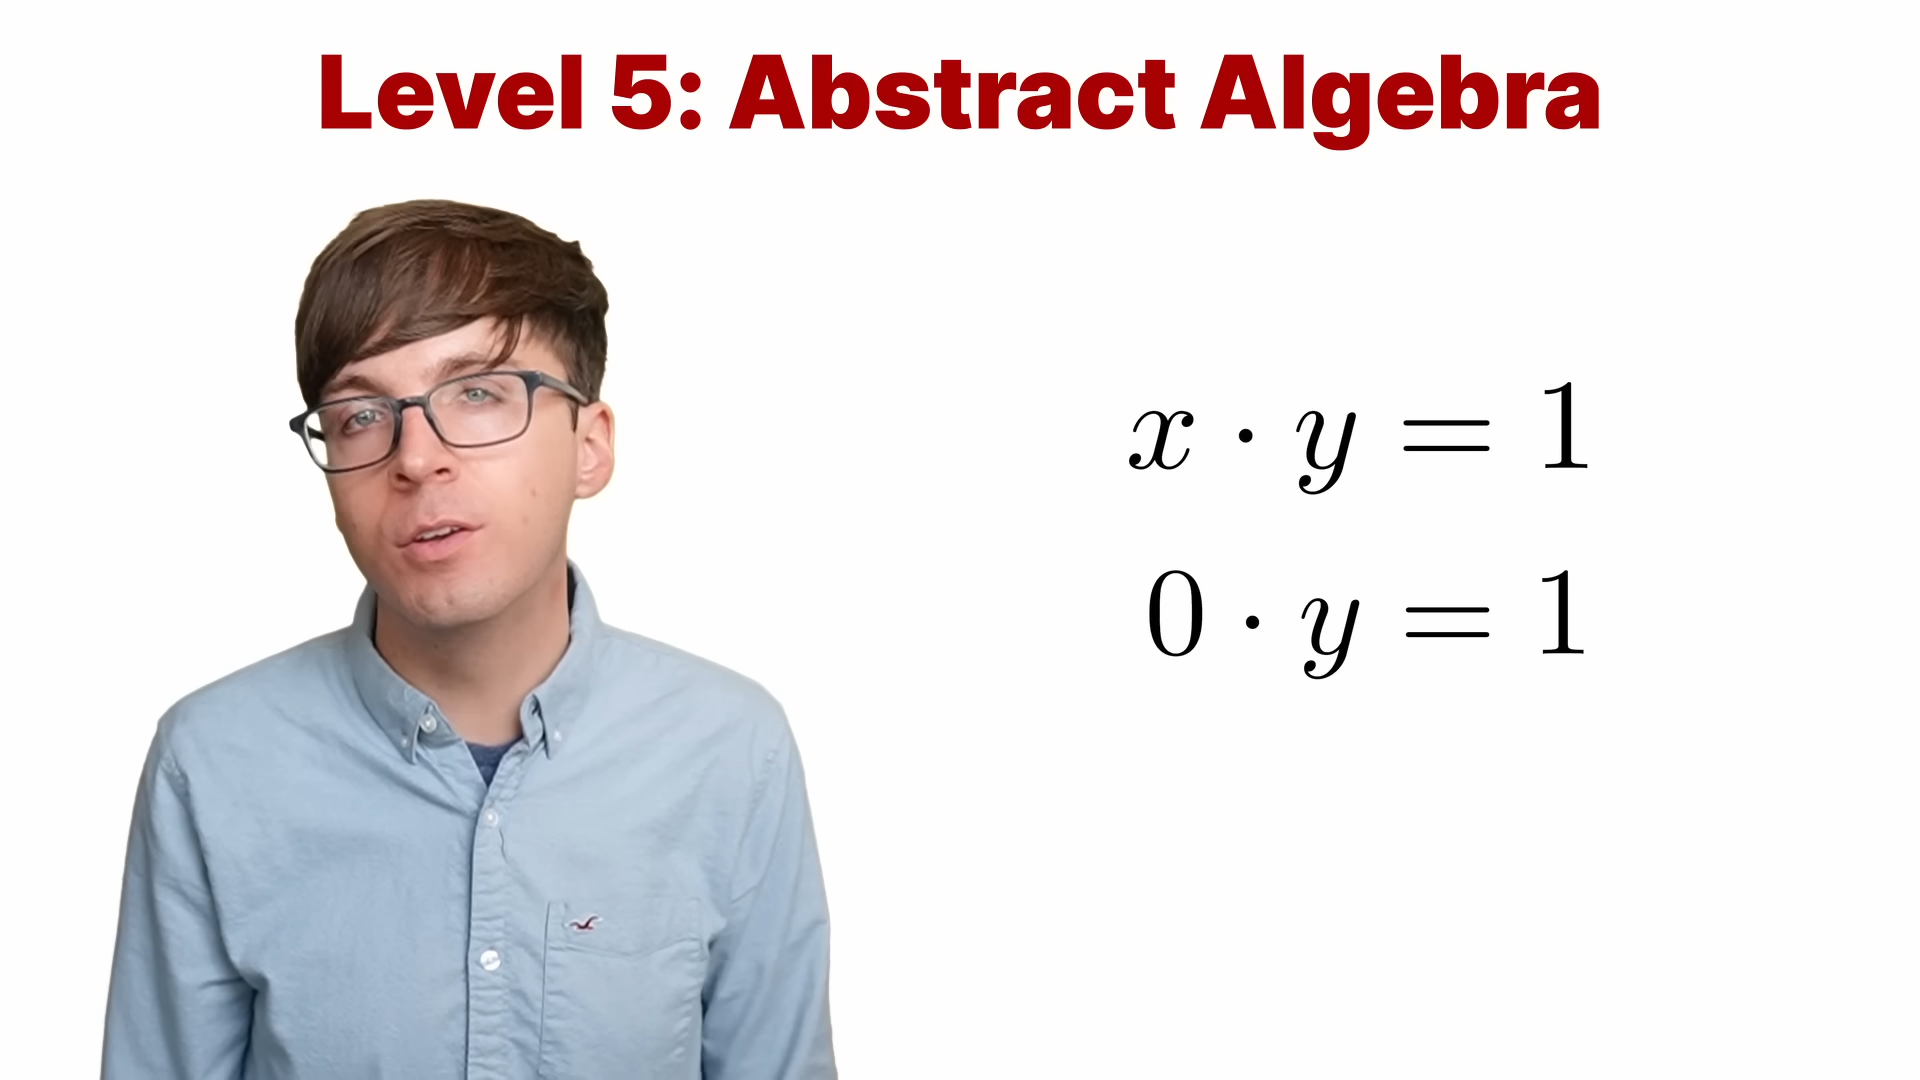 Level 5: Abstract Algebra
x · y = 1
0 · y = 1